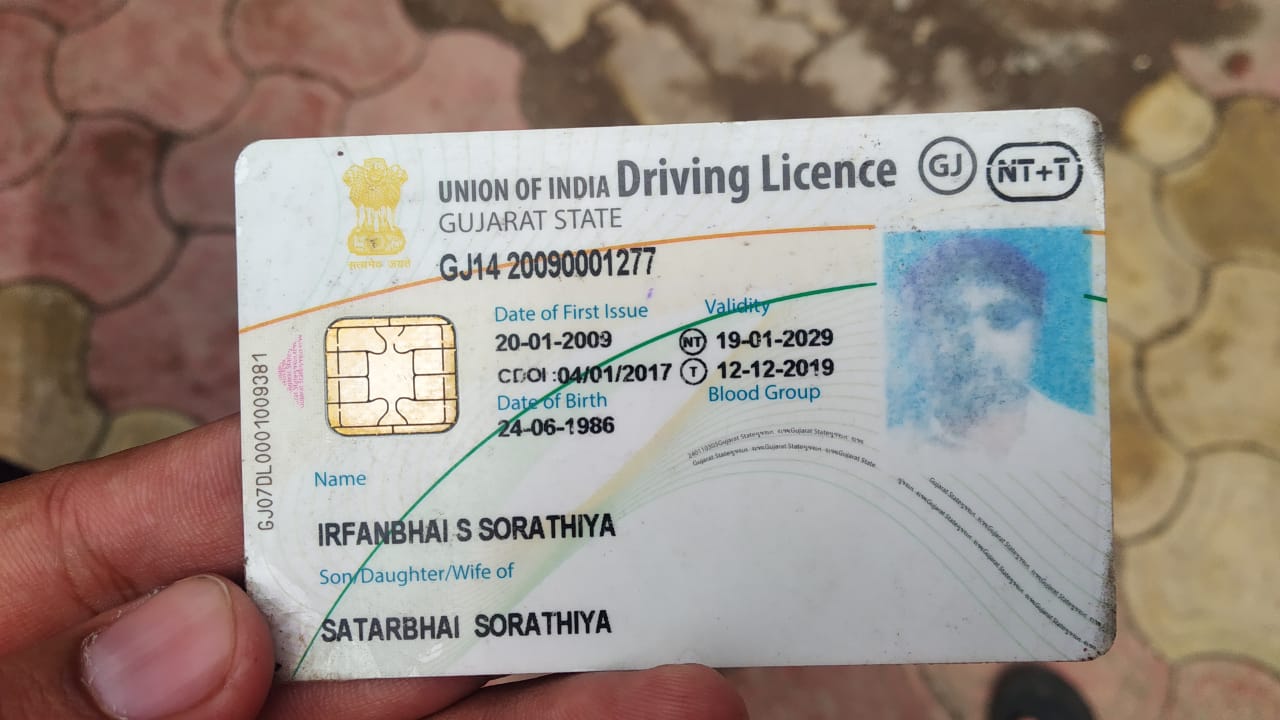 UNION OF INDIA Driving Licence GJ NT+T
GUJARAT STATE
सत्यमेव जयते
GJ14 20090001277
Date of First Issue Validity
20-01-2009 NT 19-01-2029
CDOI :04/01/2017 T 12-12-2019
Date of Birth Blood Group
24-06-1986
GJ07DL0001009381
Name
IRFANBHAI S SORATHIYA
Son/Daughter/Wife of
SATARBHAI SORATHIYA
Gujarat State